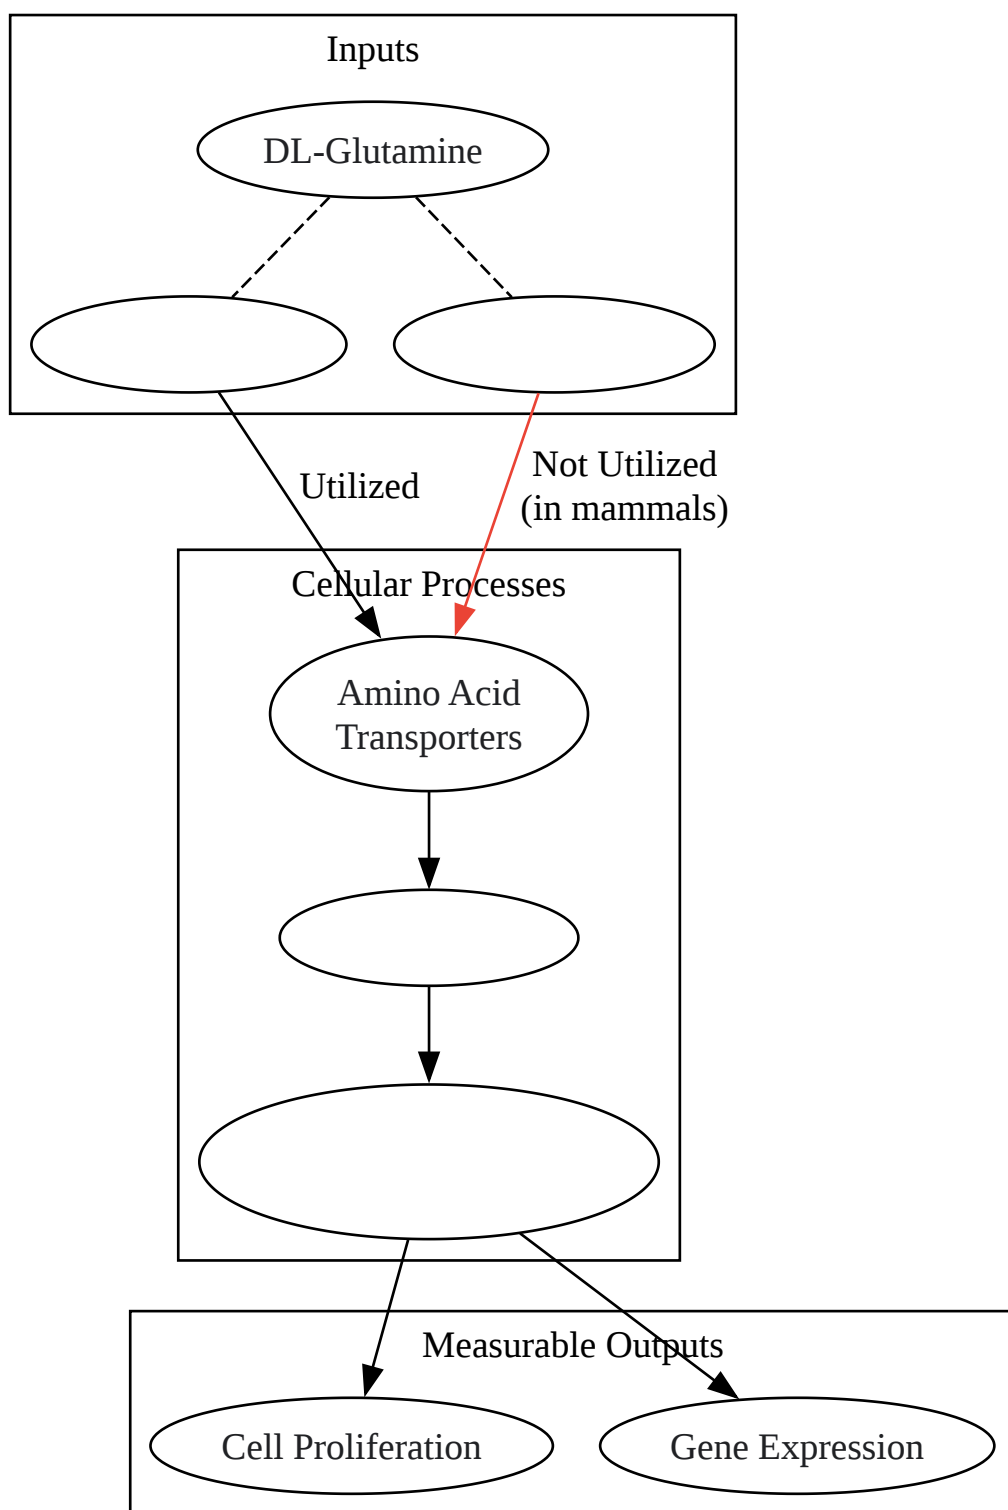 Inputs
DL-Glutamine
Utilized
Not Utilized
(in mammals)
Cellular Processes
Amino Acid
Transporters
Measurable Outputs
Cell Proliferation
Gene Expression